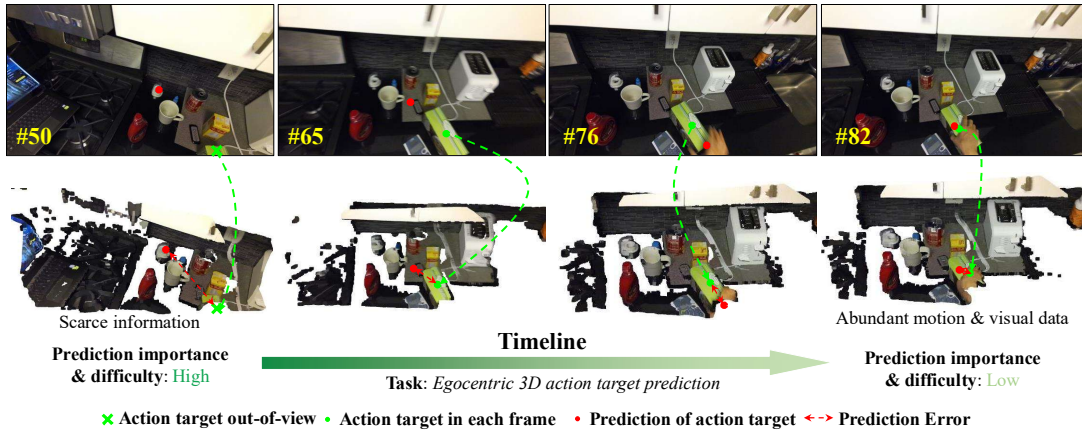 #50
#65
#76
#82
Scarce information
Abundant motion & visual data
Prediction importance
& difficulty: High
Timeline
Task: Egocentric 3D action target prediction
Prediction importance
& difficulty: Low
Action target out-of-view
Action target in each frame
Prediction of action target
Prediction Error